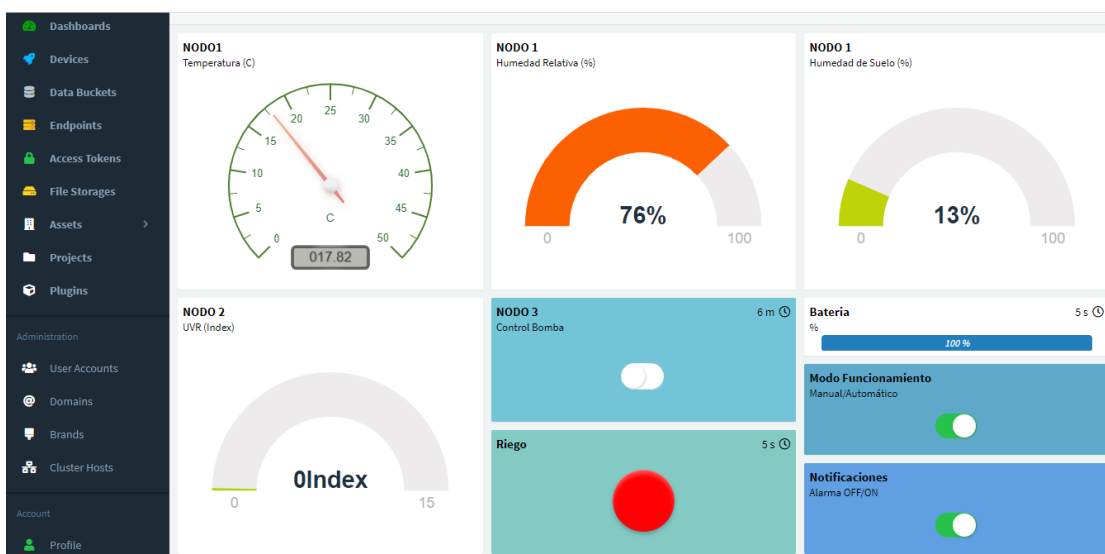 Dashboards
Devices
Data Buckets
Endpoints
Access Tokens
File Storages
Assets
Projects
Plugins
Administration
User Accounts
Domains
Brands
Cluster Hosts
Account
Profile
NODO1
Temperatura (C)
0
5
10
15
20
25
30
35
40
45
50
C
017.82
NODO 1
Humedad Relativa (%)
76%
0
100
NODO 1
Humedad de Suelo (%)
13%
0
100
NODO 2
UVR (Index)
0Index
0
15
NODO 3
6 m
Control Bomba
Riego
5 s
Bateria
5 s
%
100 %
Modo Funcionamiento
Manual/Automático
Notificaciones
Alarma OFF/ON